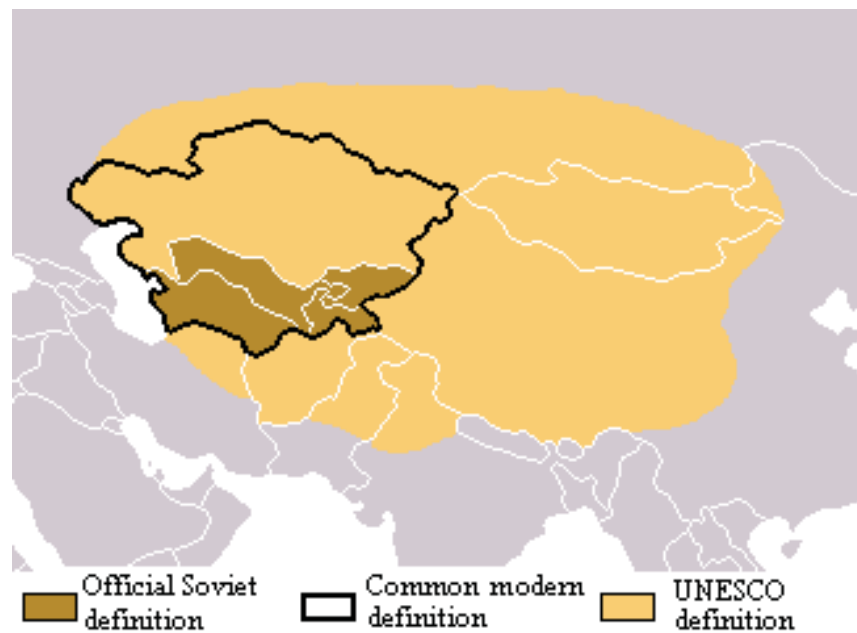 Official Soviet
definition
Common modern
definition
UNESCO
definition